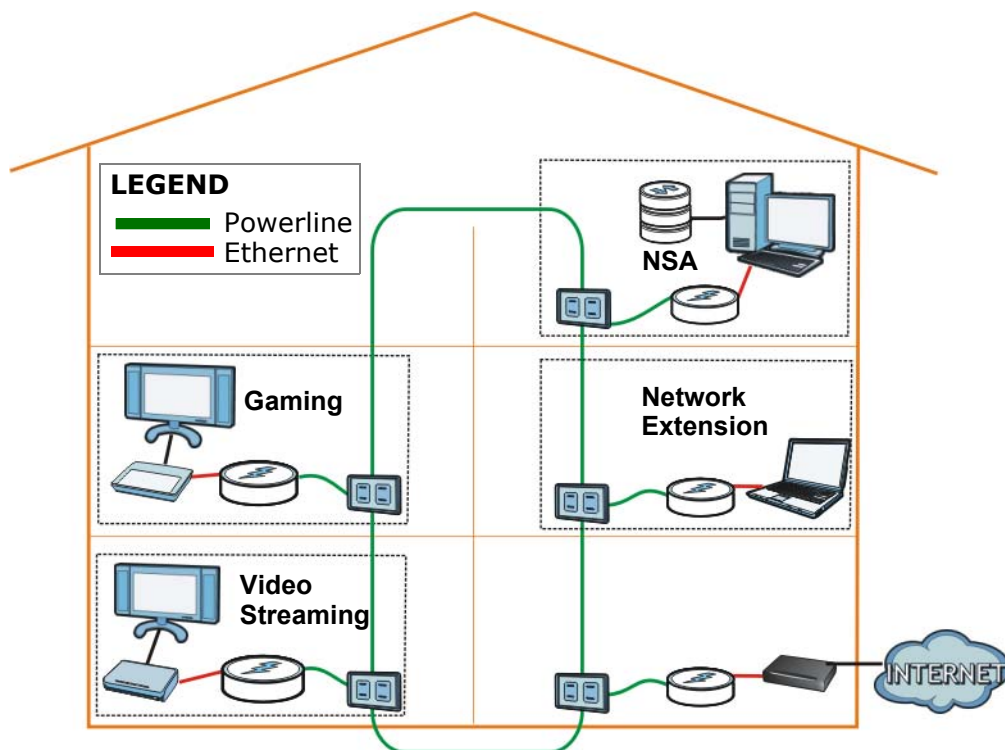 LEGEND
Powerline
Ethernet
NSA
Gaming
Network
Extension
Video
Streaming
INTERNET